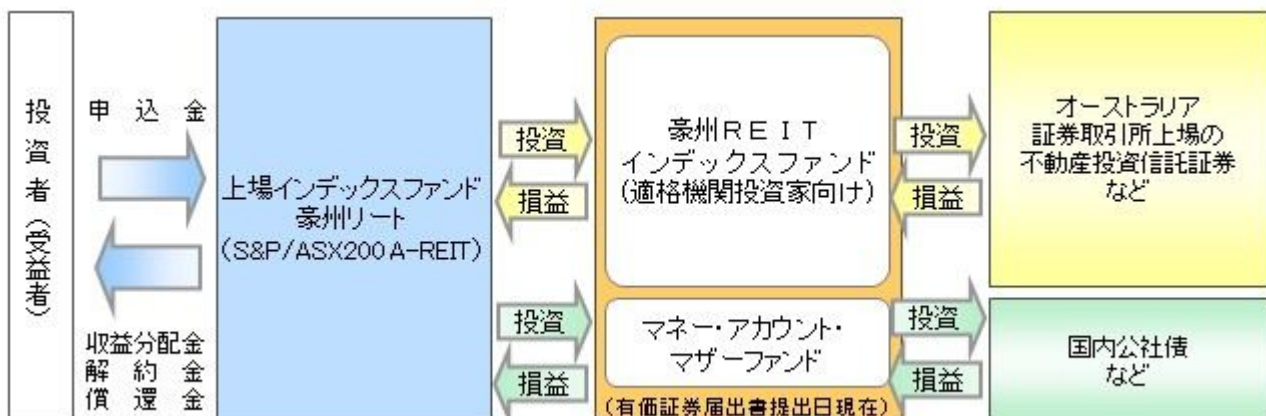 投資者（受益者）
申込金
収益分配金
解約金
償還金
上場インデックスファンド
豪州リート
（S&P/ASX200 A-REIT）
投資
損益
投資
損益
豪州ＲＥＩＴ
インデックスファンド
（適格機関投資家向け）
マネー・アカウント・
マザーファンド
（有価証券届出書提出日現在）
投資
損益
投資
損益
オーストラリア
証券取引所上場の
不動産投資信託証券
など
国内公社債
など